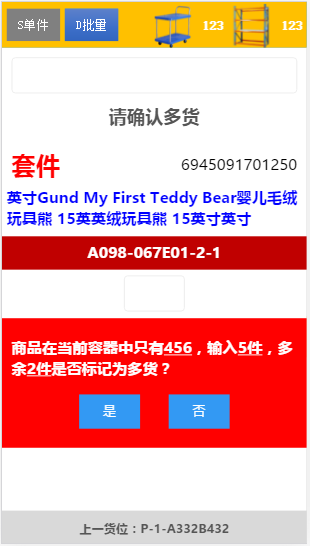 S单件 D批量 123 123
请确认多货
套件 6945091701250
英寸Gund My First Teddy Bear婴儿毛绒
玩具熊 15英英绒玩具熊 15英寸英寸
A098-067E01-2-1
商品在当前容器中只有456，输入5件，多
余2件是否标记为多货？
是 否
上一货位：P-1-A332B432